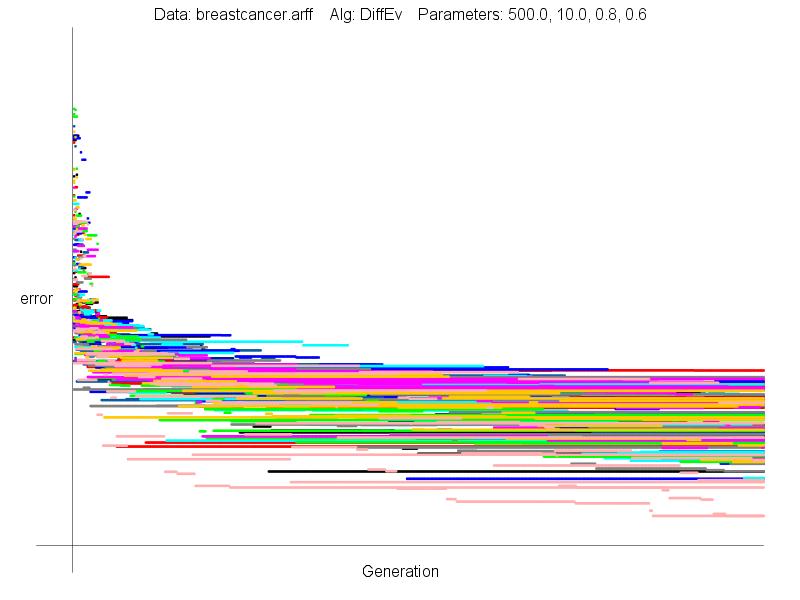 Data: breastcancer.arff Alg: DiffEv Parameters: 500.0, 10.0, 0.8, 0.6
error
Generation